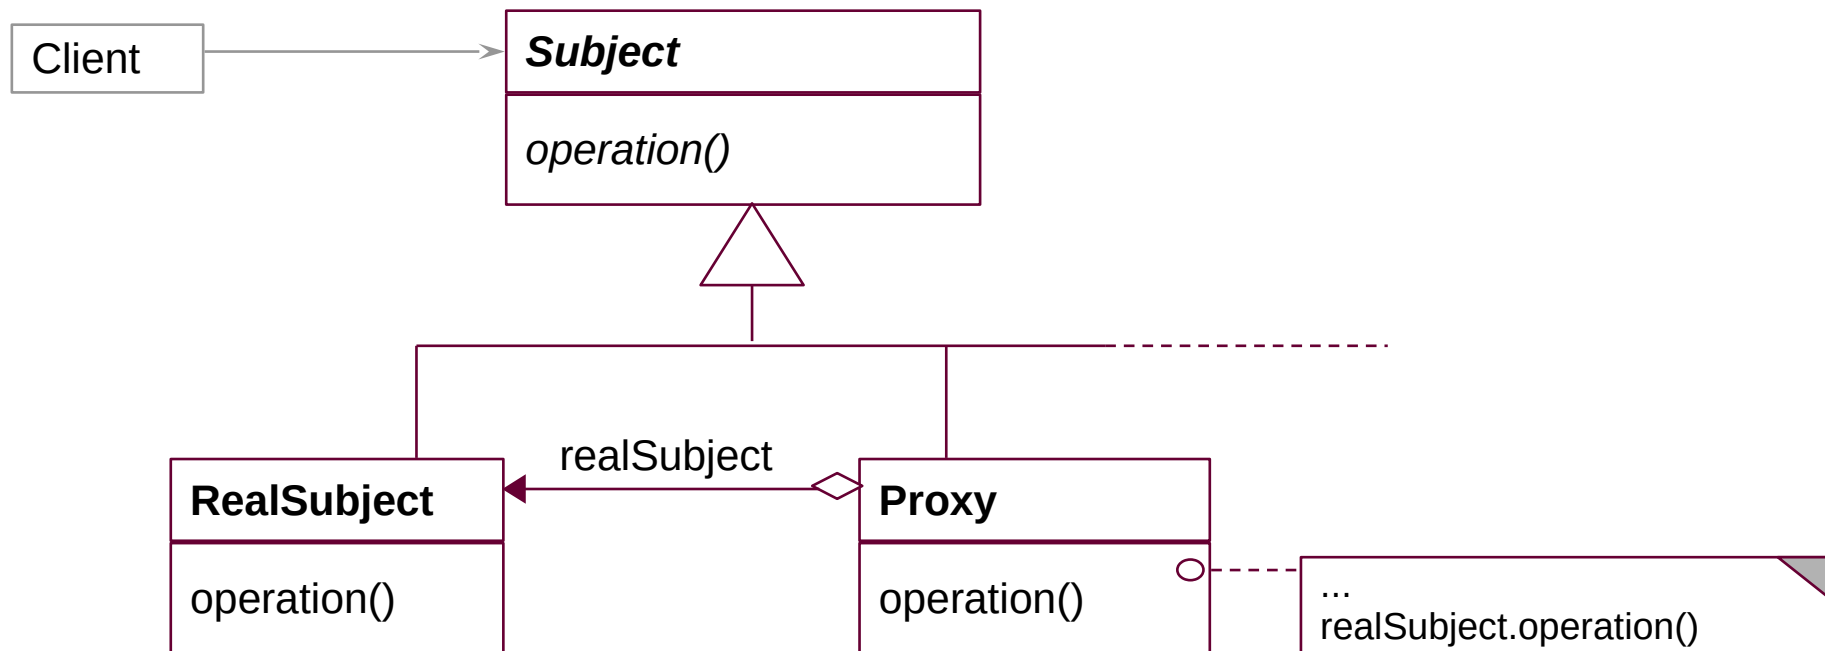 Client
Subject
operation()
realSubject
RealSubject
Proxy
operation()
operation()
...
realSubject.operation()